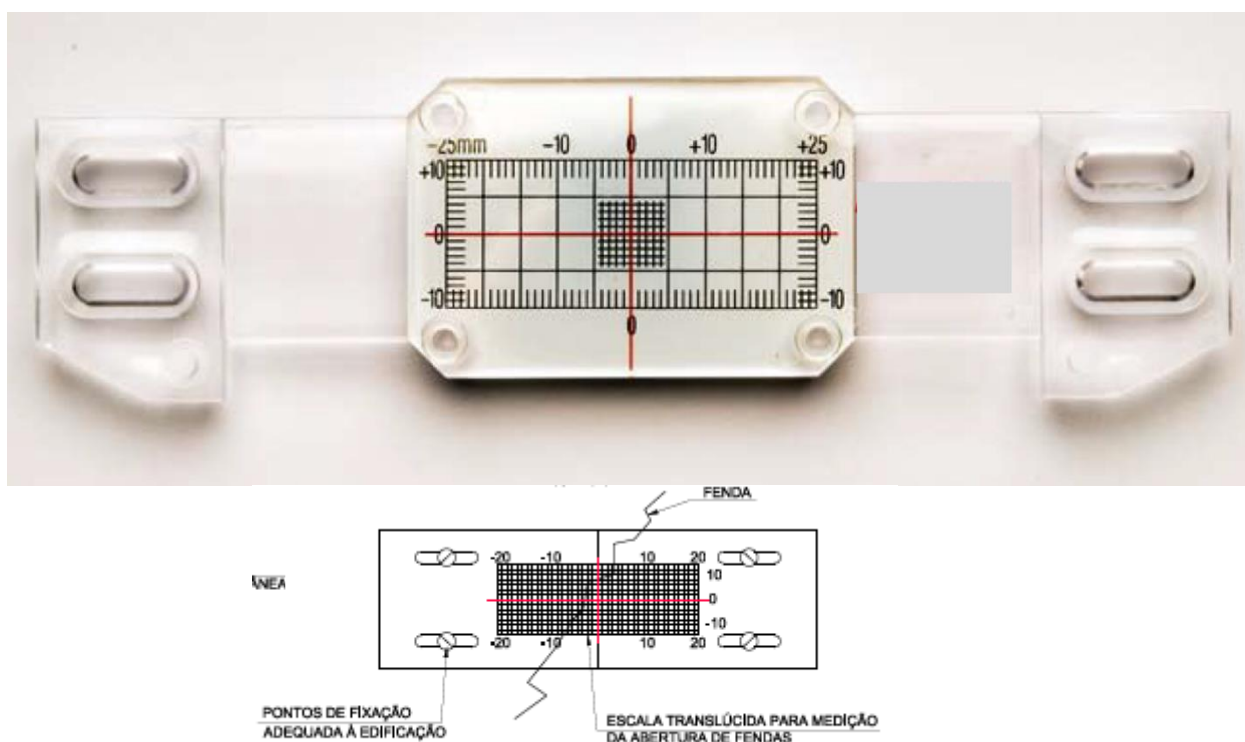 -25mm -10 0 +10 +25
+10 +10
0 0
-10 -10
0
FENDA
-20 -10 10 20
10
ÂNEA
0
-10
-20 -10 10 20
PONTOS DE FIXAÇÃO
ADEQUADA À EDIFICAÇÃO
ESCALA TRANSLÚCIDA PARA MEDIÇÃO
DA ABERTURA DE FENDAS